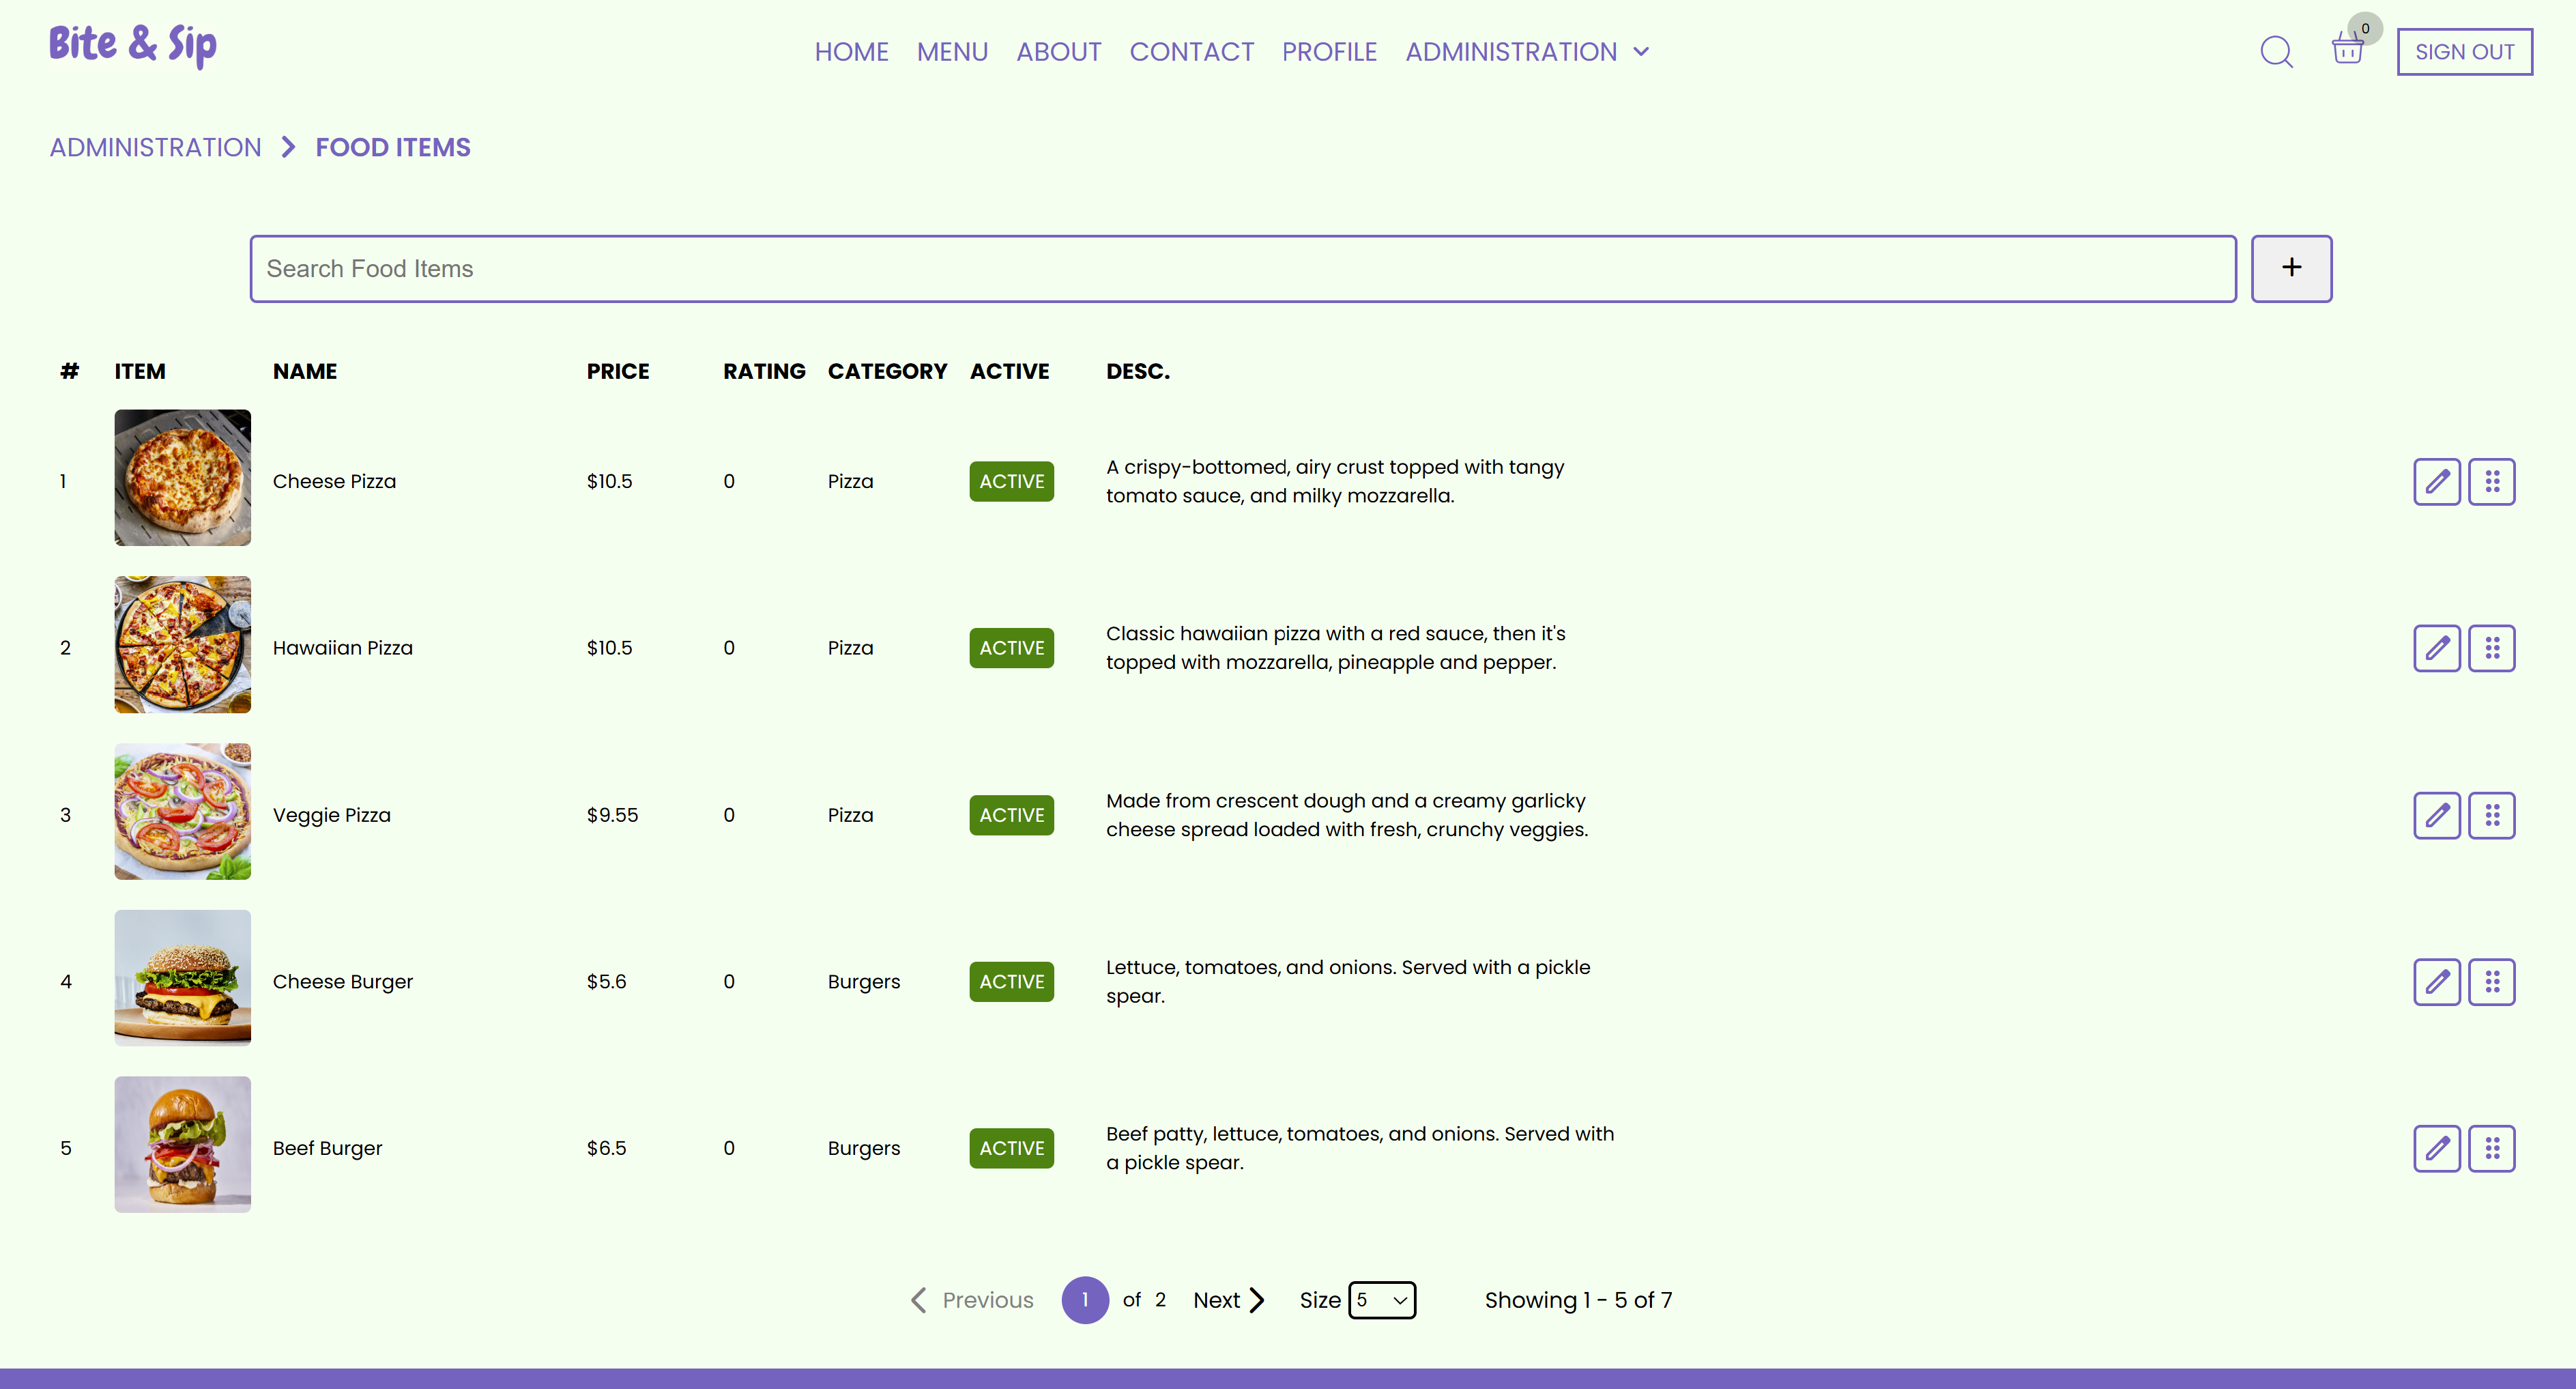 Bite & Sip
HOME MENU ABOUT CONTACT PROFILE ADMINISTRATION
0
SIGN OUT
ADMINISTRATION FOOD ITEMS
Search Food Items
+
# ITEM NAME PRICE RATING CATEGORY ACTIVE DESC.
1 Cheese Pizza $10.5 0 Pizza ACTIVE A crispy-bottomed, airy crust topped with tangy
tomato sauce, and milky mozzarella.
2 Hawaiian Pizza $10.5 0 Pizza ACTIVE Classic hawaiian pizza with a red sauce, then it's
topped with mozzarella, pineapple and pepper.
3 Veggie Pizza $9.55 0 Pizza ACTIVE Made from crescent dough and a creamy garlicky
cheese spread loaded with fresh, crunchy veggies.
4 Cheese Burger $5.6 0 Burgers ACTIVE Lettuce, tomatoes, and onions. Served with a pickle
spear.
5 Beef Burger $6.5 0 Burgers ACTIVE Beef patty, lettuce, tomatoes, and onions. Served with
a pickle spear.
Previous 1 of 2 Next Size 5 Showing 1 - 5 of 7